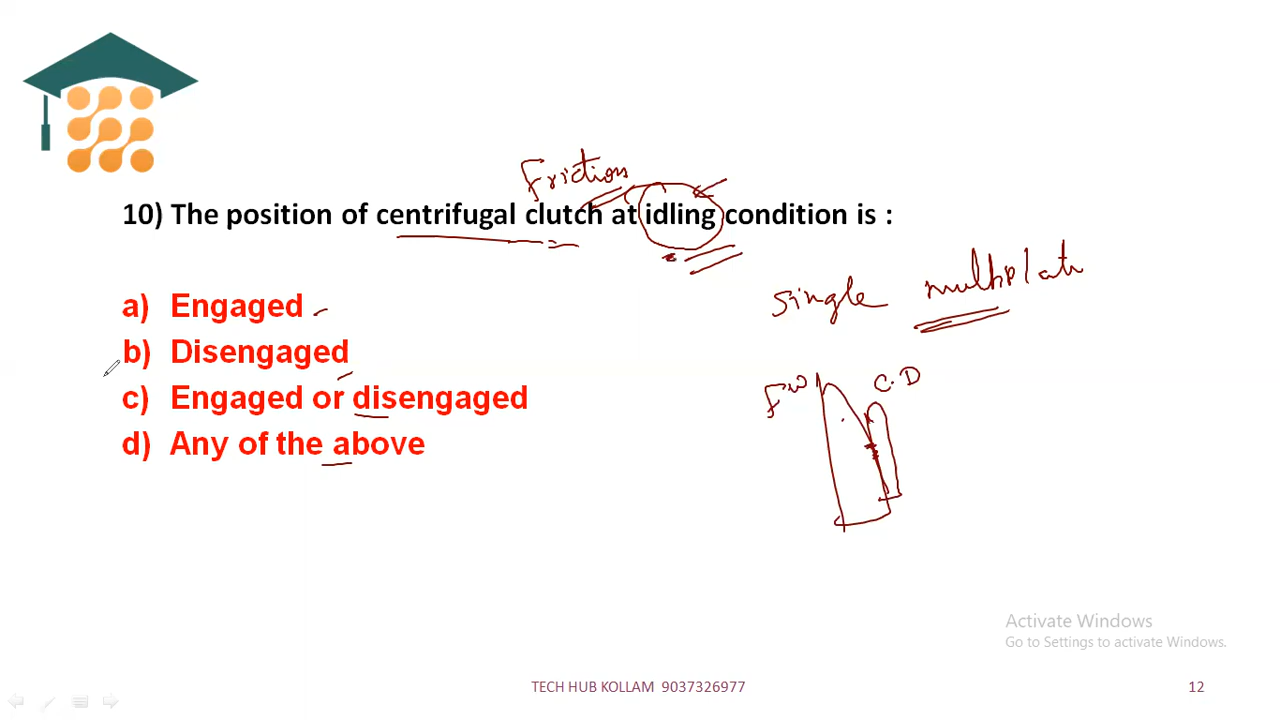 Friction
10) The position of centrifugal clutch at idling condition is :
single multiplate
a) Engaged
b) Disengaged
c) Engaged or disengaged
d) Any of the above
FW C.D
Activate Windows
Go to Settings to activate Windows.
TECH HUB KOLLAM 9037326977
12